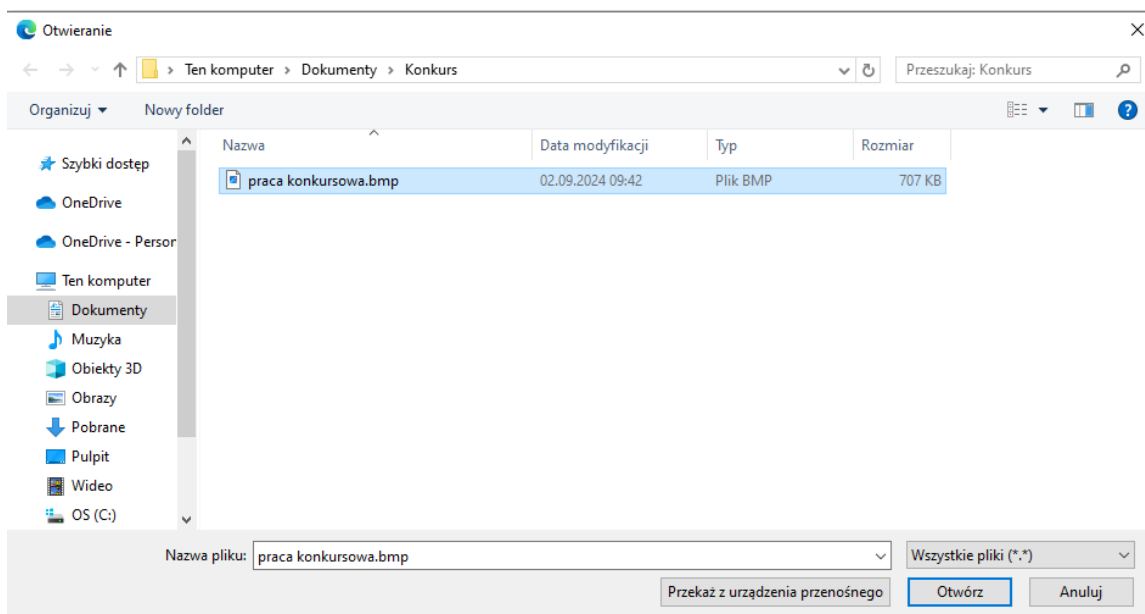 Otwieranie
Ten komputer > Dokumenty > Konkurs
Przeszukaj: Konkurs
Organizuj
Nowy folder
Nazwa
Data modyfikacji
Typ
Rozmiar
praca konkursowa.bmp
02.09.2024 09:42
Plik BMP
707 KB
Szybki dostęp
OneDrive
OneDrive - Person
Ten komputer
Dokumenty
Muzyka
Obiekty 3D
Obrazy
Pobrane
Pulpit
Wideo
OS (C:)
Nazwa pliku: praca konkursowa.bmp
Wszystkie pliki (*.*)
Przekaż z urządzenia przenośnego
Otwórz
Anuluj